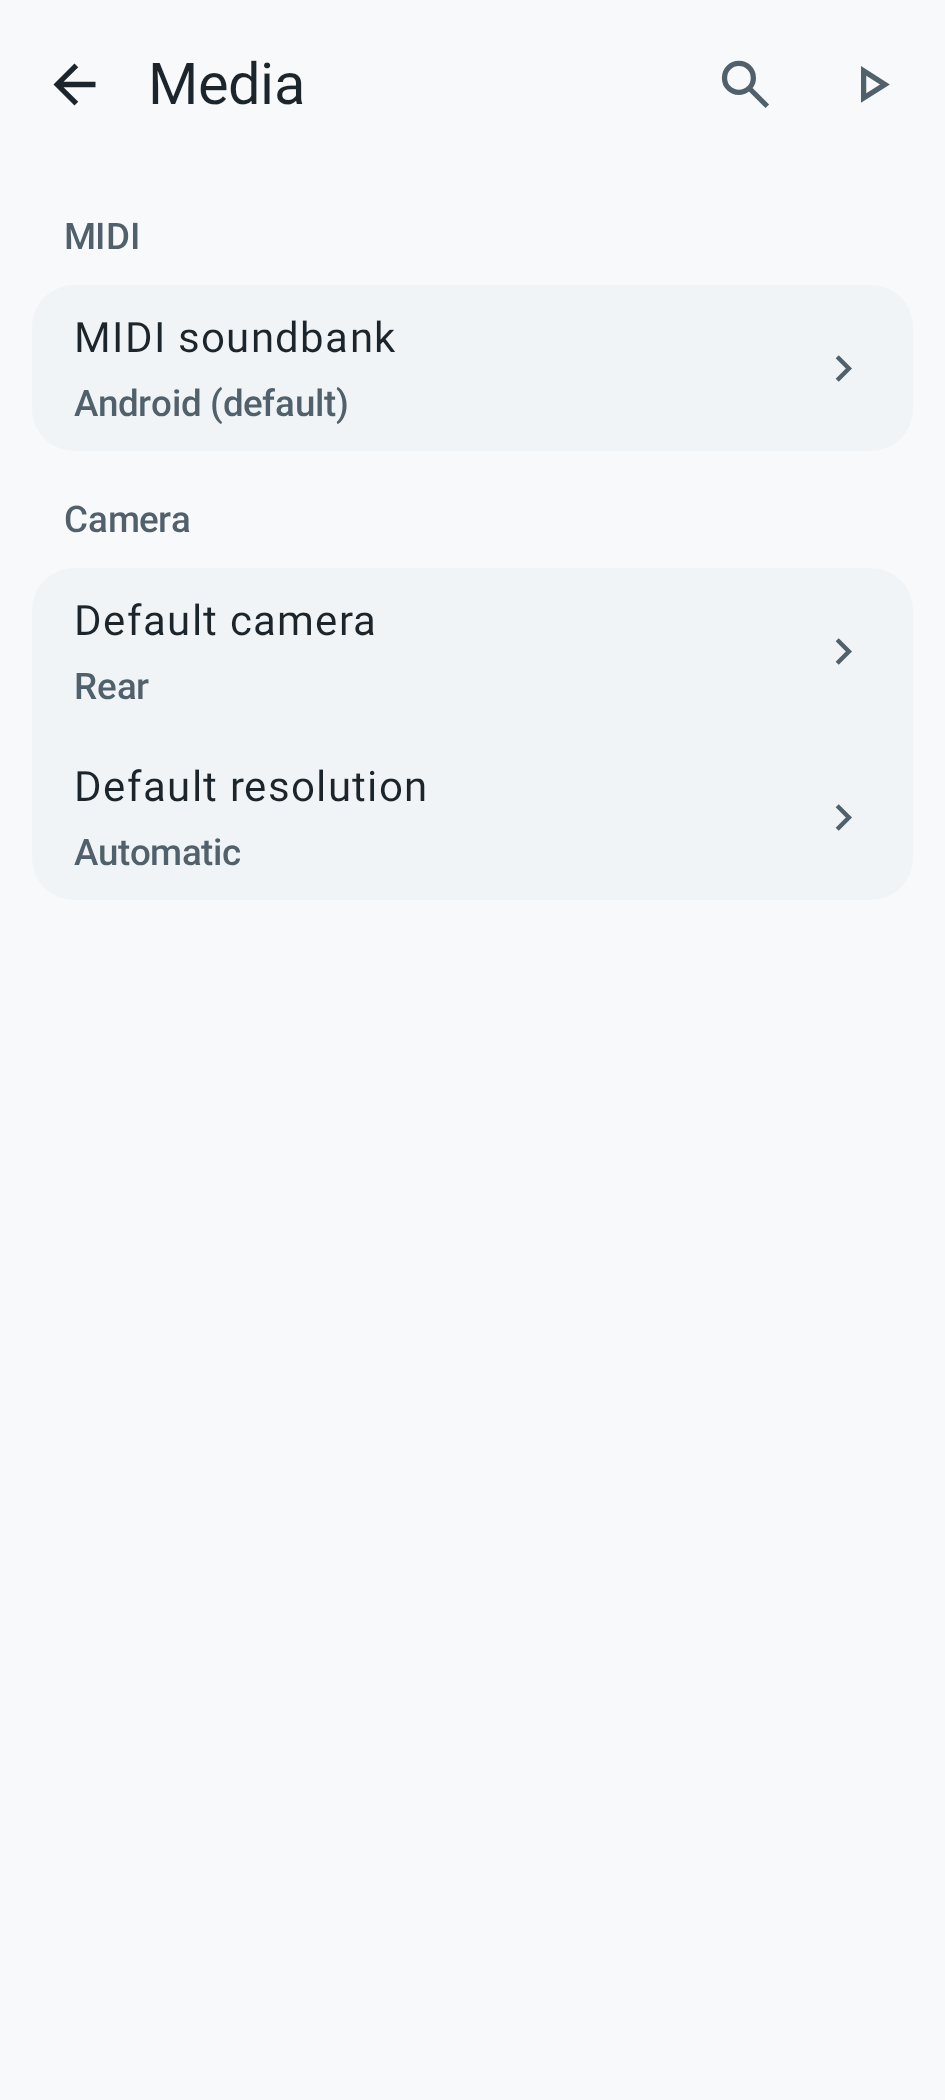 Media
MIDI
MIDI soundbank
Android (default)
Camera
Default camera
Rear
Default resolution
Automatic